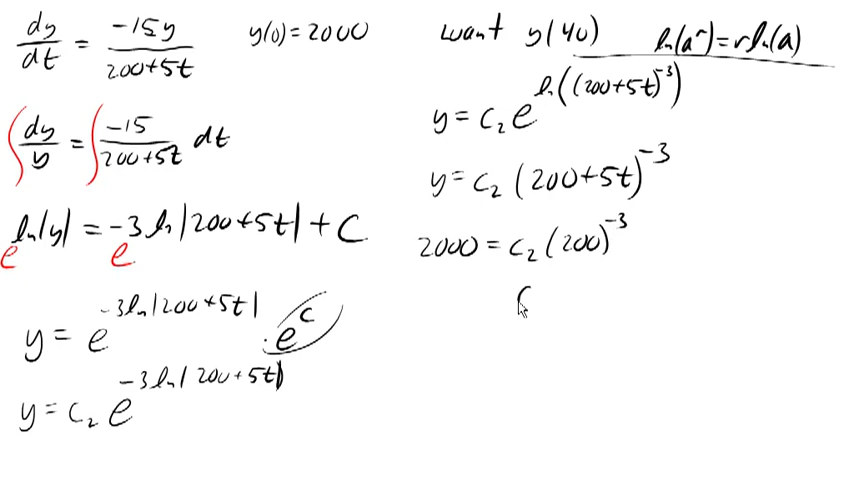 dy/dt = -15y/(200+5t) y(0)=2000
∫ dy/y = ∫ -15/(200+5t) dt
ln|y| = -3 ln|200+5t| + C
e e
y = e^(-3ln|200+5t|) · e^C
y = c₂ e^(-3ln|200+5t|)
want y(40) ln(a^r)=r ln(a)
y = c₂ e^(ln((200+5t)^-3))
y = c₂ (200+5t)^-3
2000 = c₂ (200)^-3
(